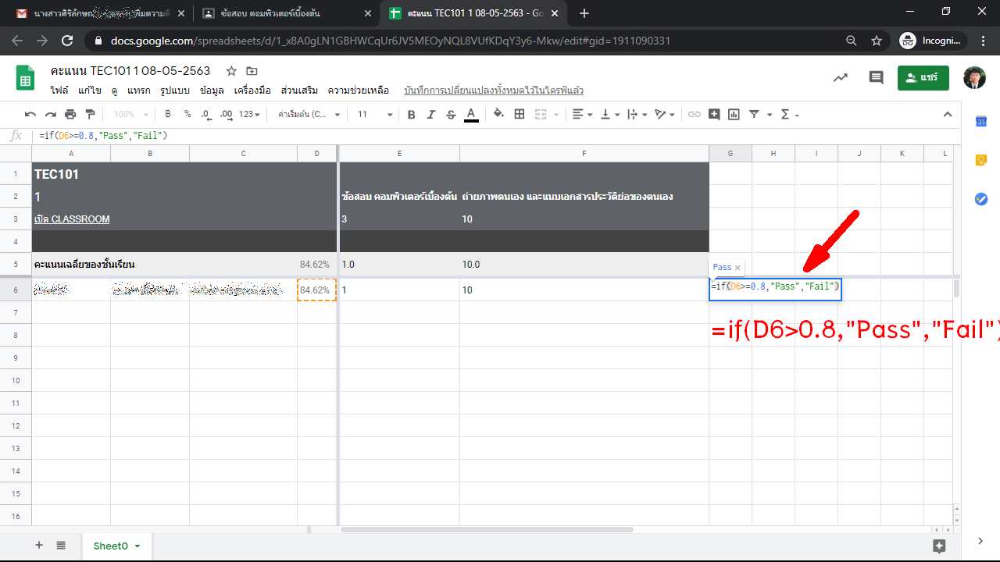 นางสาวศิริลักษณ
เพิ่มความคิ
ข้อสอบ คอมพิวเตอร์เบื้องต้น
คะแนน TEC101 1 08-05-2563 - Go
docs.google.com/spreadsheets/d/1_x8A0gLN1GBHWCqUr6JV5MEOyNQL8VUfKDqY3y6-Mkw/edit#gid=1911090331
Incogni...
คะแนน TEC101 1 08-05-2563
ไฟล์ แก้ไข ดู แทรก รูปแบบ ข้อมูล เครื่องมือ ส่วนเสริม ความช่วยเหลือ บันทึกการเปลี่ยนแปลงทั้งหมดไว้ในไดรฟ์แล้ว
แชร์
100% B % .0 .00 123 ค่าเริ่มต้น (C... 11 B I S A Σ
31
fx =if(D6>=0.8,"Pass","Fail")
A B C D E F G H I J K L
1 TEC101
2 1 ข้อสอบ คอมพิวเตอร์เบื้องต้น ถ่ายภาพตนเอง และแนบเอกสารประวัติย่อของตนเอง
3 เปิด CLASSROOM 3 10
4
5 คะแนนเฉลี่ยของชั้นเรียน 84.62% 1.0 10.0
Pass ×
6 84.62% 1 10 =if(D6>=0.8,"Pass","Fail")
7
8 =if(D6>0.8,"Pass","Fail")
9
10
11
12
13
14
15
16
Sheet0